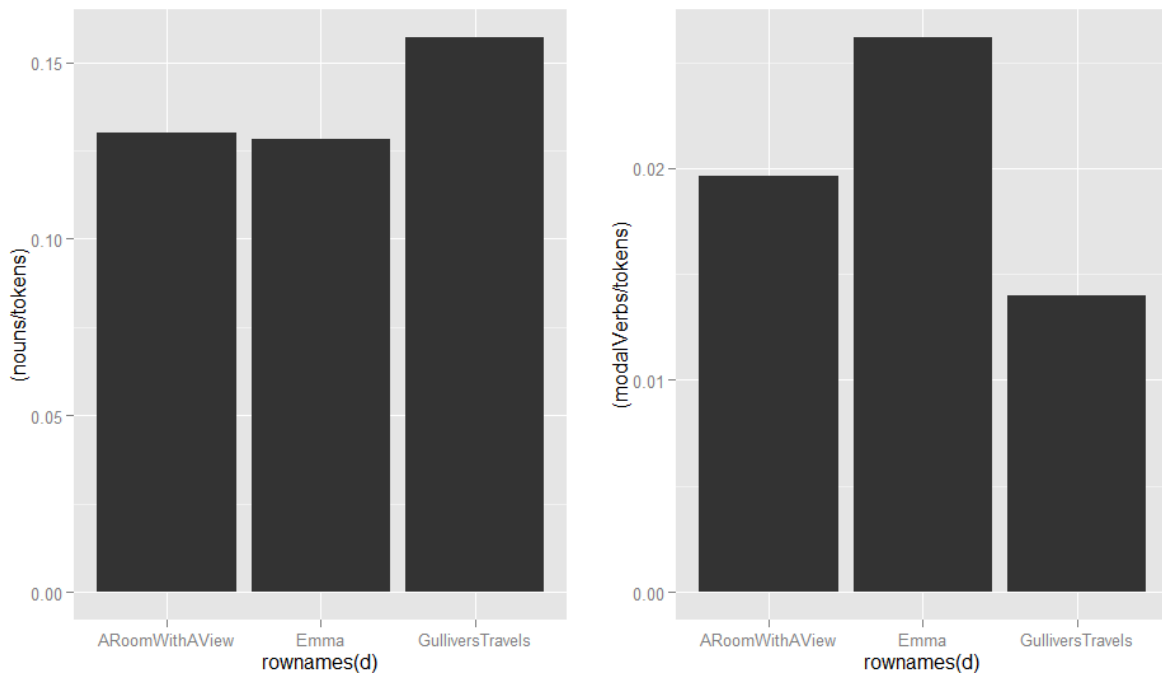 (nouns/tokens)
0.15
0.10
0.05
0.00
ARoomWithAView
Emma
GulliversTravels
rownames(d)
(modalVerbs/tokens)
0.02
0.01
0.00
ARoomWithAView
Emma
GulliversTravels
rownames(d)